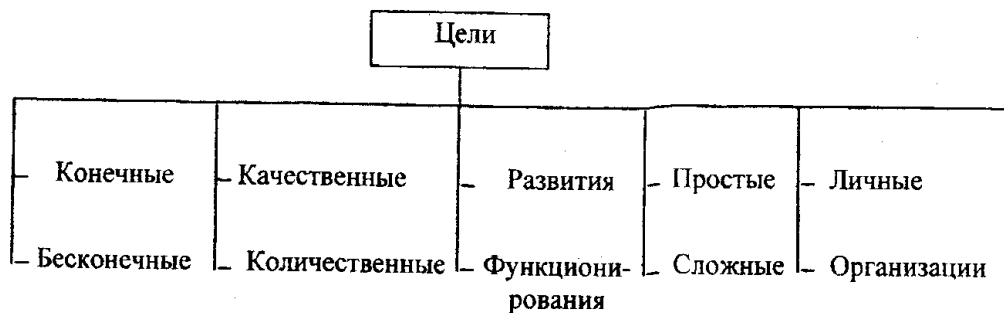 Цели
Конечные
Качественные
Развития
Простые
Личные
Бесконечные
Количественные
Функциони-
рования
Сложные
Организации